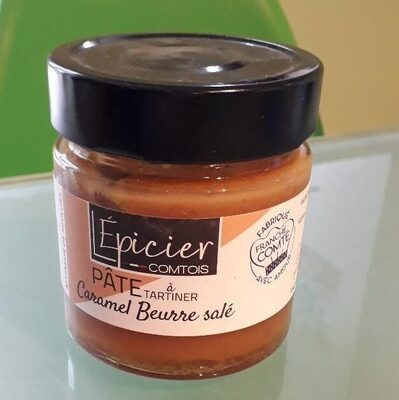 L'Épicier
COMTOIS
PÂTE à TARTINER
Caramel Beurre salé
FABRIQUÉ
FRANCHE
COMTÉ
AVEC AMOUR